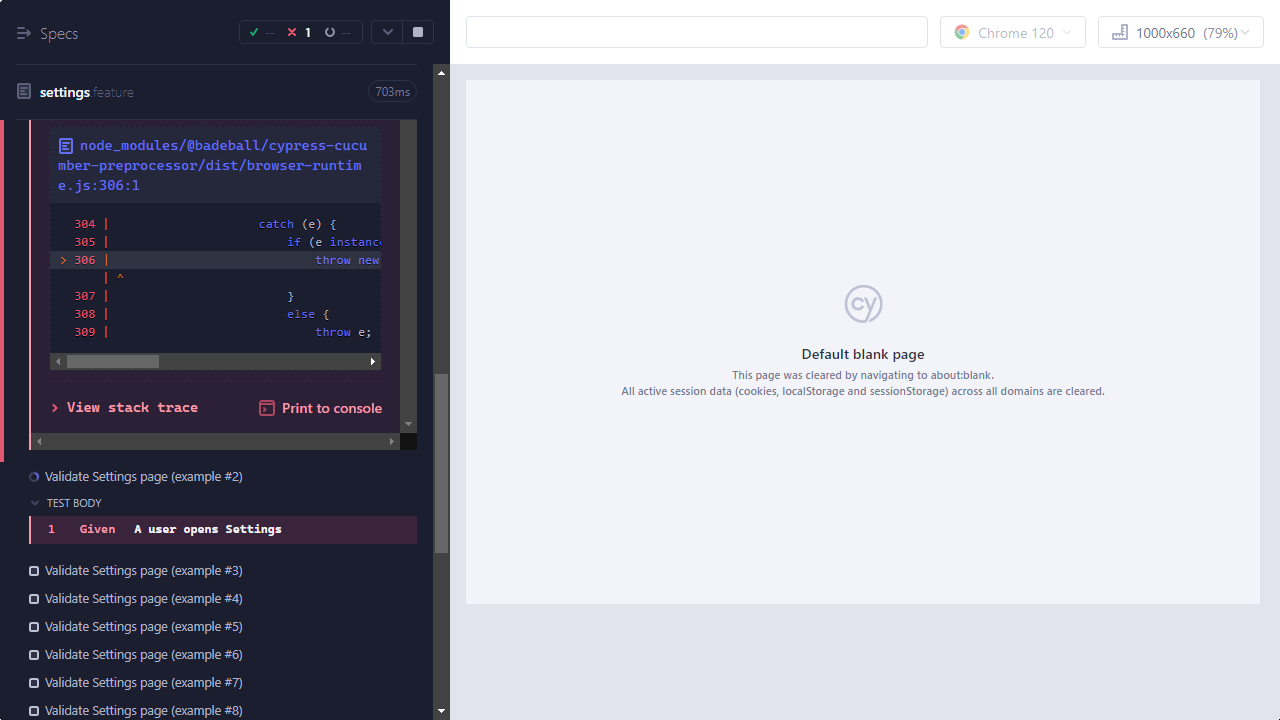 Specs
--
1
--
Chrome 120
1000x660 (79%)
settings.feature
703ms
node_modules/@badeball/cypress-cucu
mber-preprocessor/dist/browser-runtim
e.js:306:1
304 | catch (e) {
305 | if (e instanc
> 306 | throw new
| ^
307 | }
308 | else {
309 | throw e;
View stack trace
Print to console
Validate Settings page (example #2)
TEST BODY
1 Given A user opens Settings
Validate Settings page (example #3)
Validate Settings page (example #4)
Validate Settings page (example #5)
Validate Settings page (example #6)
Validate Settings page (example #7)
Validate Settings page (example #8)
cy
Default blank page
This page was cleared by navigating to about:blank.
All active session data (cookies, localStorage and sessionStorage) across all domains are cleared.